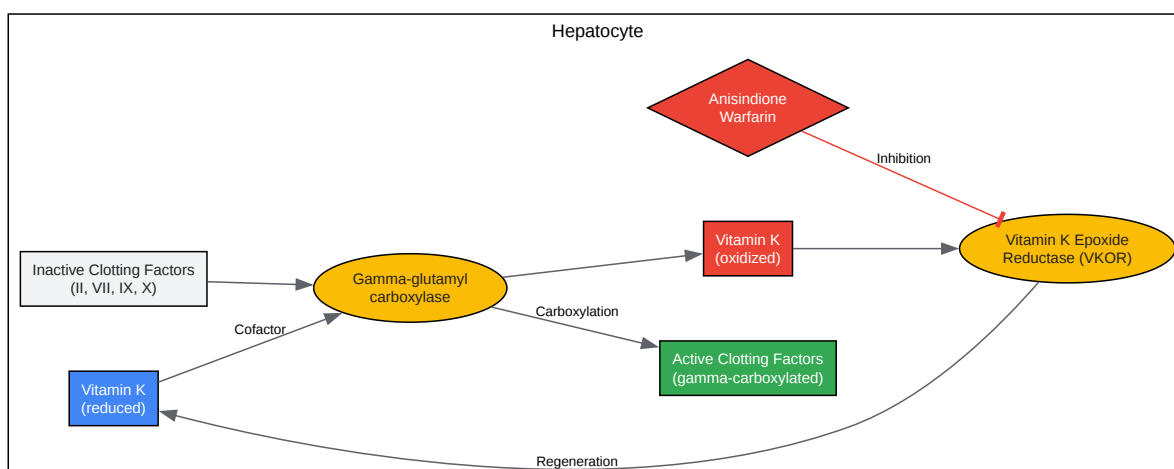 Hepatocyte
Anisindione
Warfarin
Inhibition
Vitamin K
(oxidized)
Vitamin K Epoxide
Reductase (VKOR)
Inactive Clotting Factors
(II, VII, IX, X)
Gamma-glutamyl
carboxylase
Cofactor
Carboxylation
Active Clotting Factors
(gamma-carboxylated)
Vitamin K
(reduced)
Regeneration